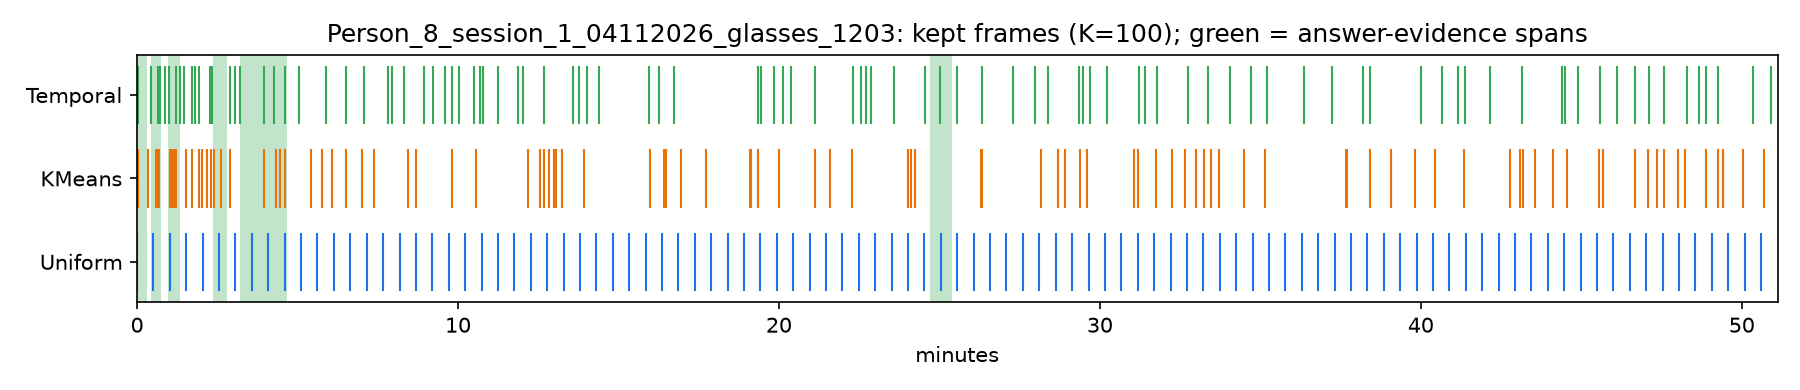 Person_8_session_1_04112026_glasses_1203: kept frames (K=100); green = answer-evidence spans
Temporal
KMeans
Uniform
0 10 20 30 40 50
minutes